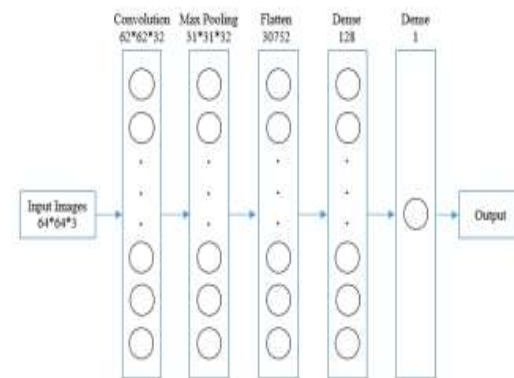 Convolution
62*62*32
Max Pooling
31*31*32
Flatten
30752
Dense
128
Dense
1
Input Images
64*64*3
Output